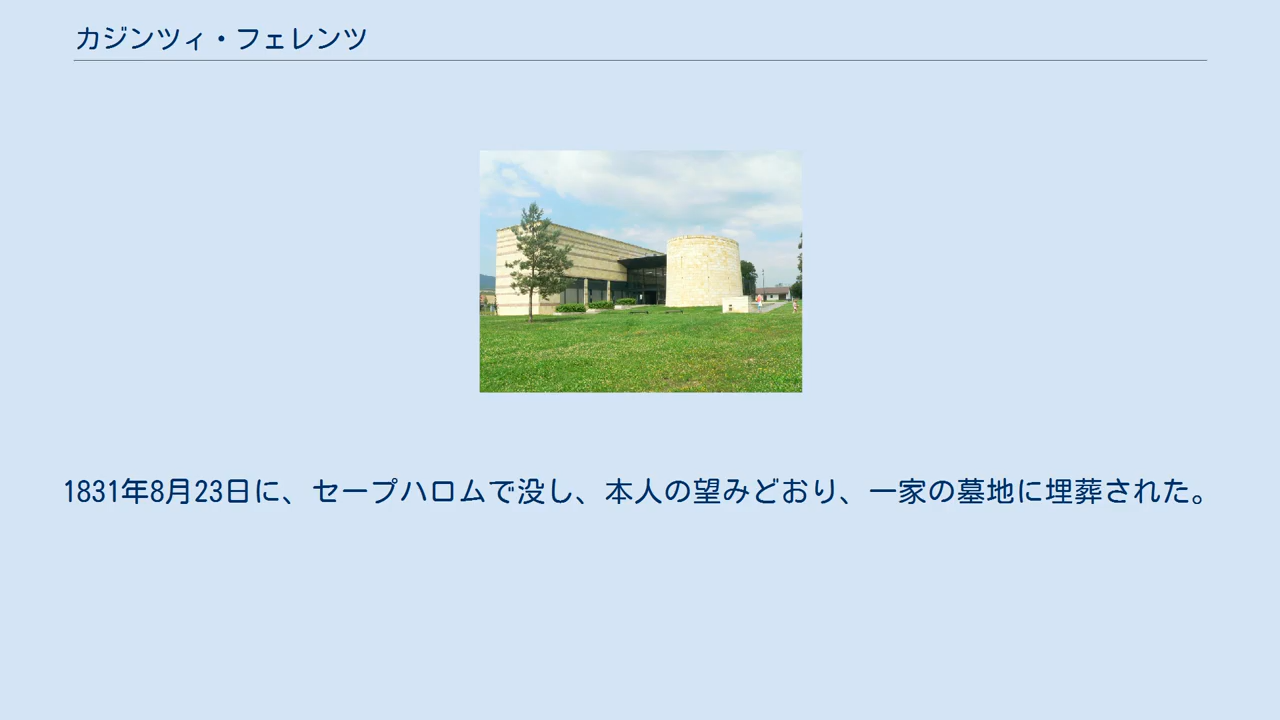 カジンツィ・フェレンツ
1831年8月23日に、セープハロムで没し、本人の望みどおり、一家の墓地に埋葬された。